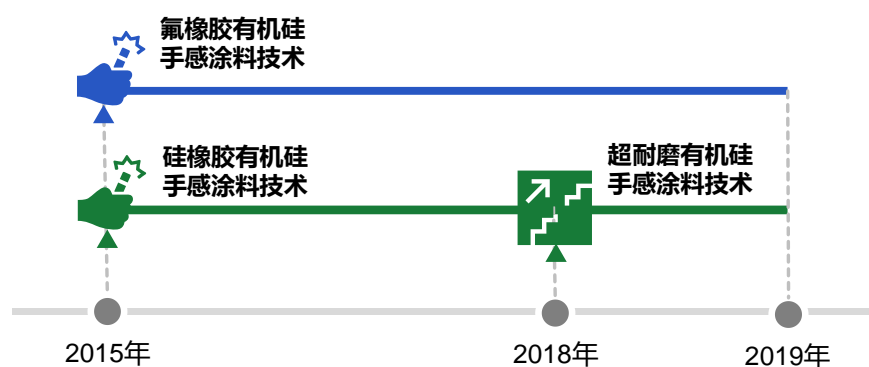 氟橡胶有机硅
手感涂料技术
硅橡胶有机硅
手感涂料技术
超耐磨有机硅
手感涂料技术
2015年
2018年
2019年